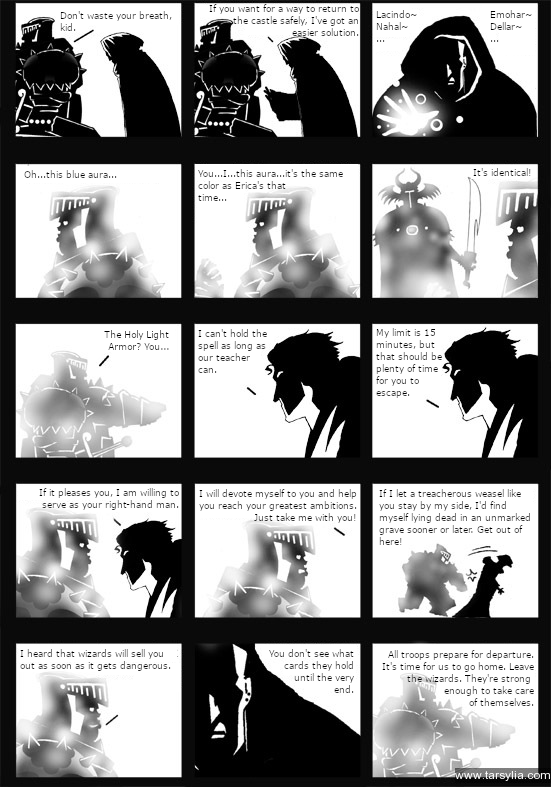 Don't waste your breath,
kid.
If you want for a way to return to
the castle safely, I've got an
easier solution.
Lacindo~
Nahal~
...
Emohar~
Dellar~
...
Oh...this blue aura...
You...I...this aura...it's the same
color as Erica's that
time...
It's identical!
The Holy Light
Armor? You...
I can't hold the
spell as long as
our teacher
can.
My limit is 15
minutes, but
that should be
plenty of time
for you to
escape.
If it pleases you, I am willing to
serve as your right-hand man.
I will devote myself to you and help
you reach your greatest ambitions.
Just take me with you!
If I let a treacherous weasel like
you stay by my side, I'd find
myself lying dead in an unmarked
grave sooner or later. Get out of
here!
I heard that wizards will sell you
out as soon as it gets dangerous.
You don't see what
cards they hold
until the very
end.
All troops prepare for departure.
It's time for us to go home. Leave
the wizards. They're strong
enough to take care
of themselves.
www.tarsylia.com